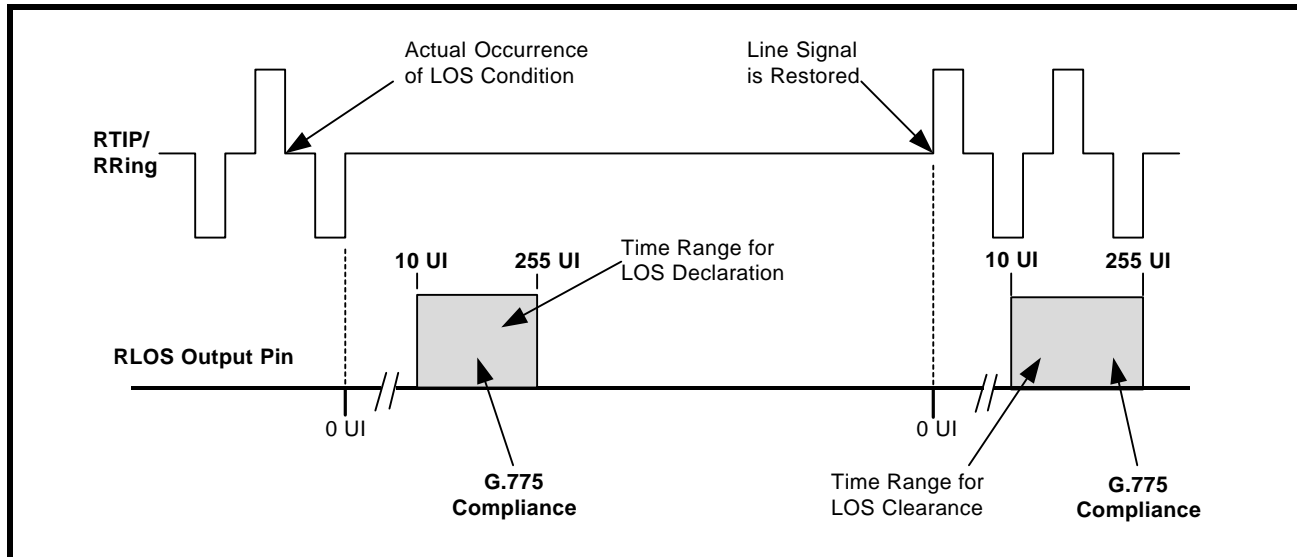 Actual Occurrence
of LOS Condition
Line Signal
is Restored
RTIP/
RRing
10 UI
255 UI
Time Range for
LOS Declaration
10 UI
255 UI
RLOS Output Pin
0 UI
0 UI
G.775
Compliance
Time Range for
LOS Clearance
G.775
Compliance